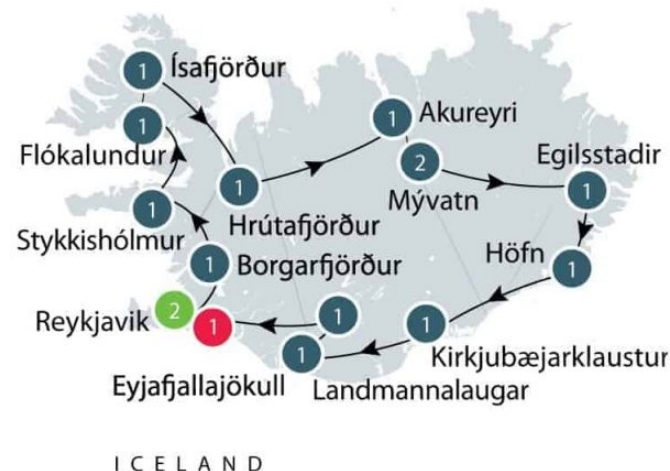 1 Ísafjörður
1
Flókalundur
1
Stykkishólmur
1
Hrútafjörður
1 Akureyri
2
Mývatn
Egilsstadir
1
Höfn 1
1 Borgarfjörður
Reykjavik 2
1
1
1
1
Kirkjubæjarklaustur
Eyjafjallajökull
Landmannalaugar
ICELAND